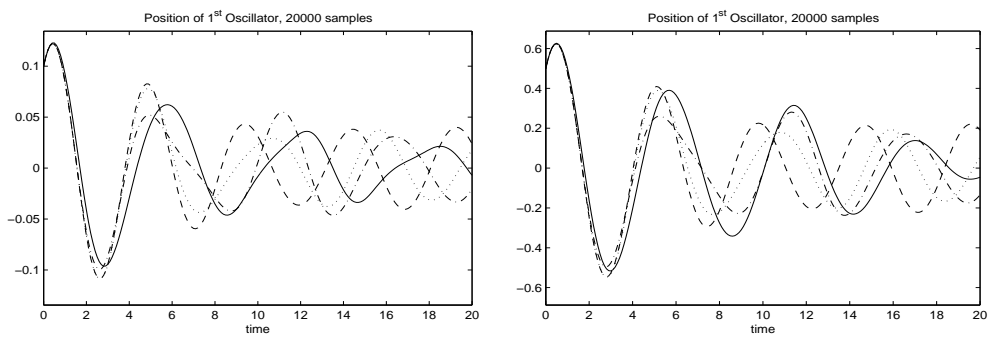 Position of 1st Oscillator, 20000 samples
0.1
0.05
0
−0.05
−0.1
0 2 4 6 8 10 12 14 16 18 20
time
Position of 1st Oscillator, 20000 samples
0.6
0.4
0.2
0
−0.2
−0.4
−0.6
0 2 4 6 8 10 12 14 16 18 20
time